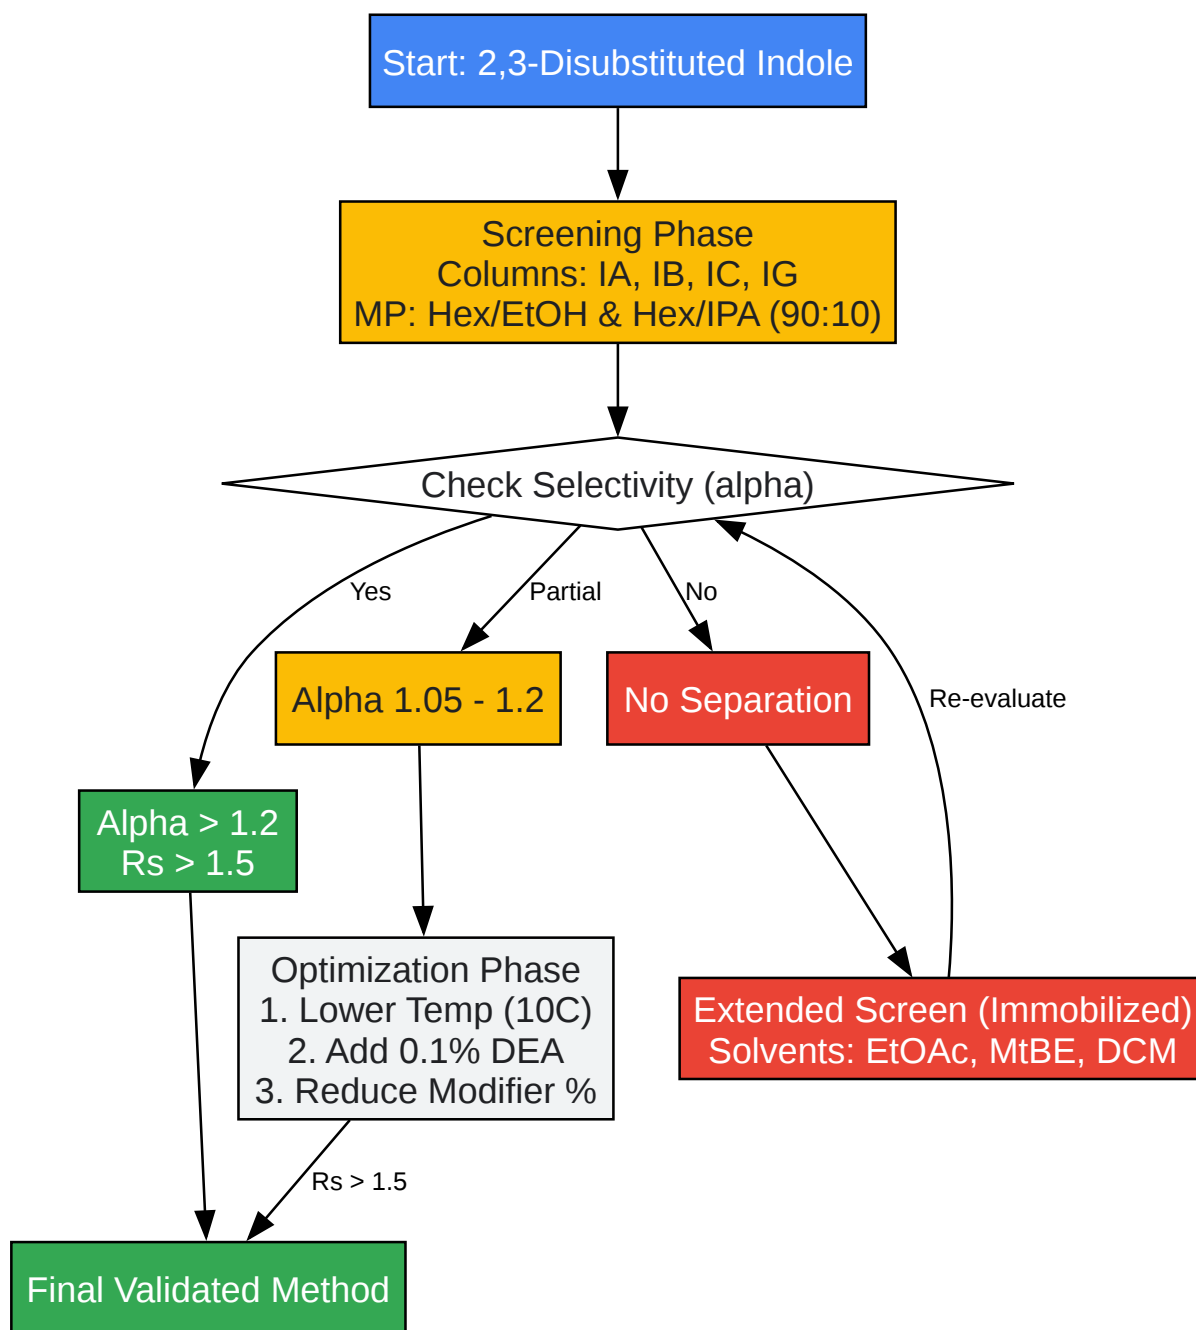 Start: 2,3-Disubstituted Indole
Screening Phase
Columns: IA, IB, IC, IG
MP: Hex/EtOH & Hex/IPA (90:10)
Check Selectivity (alpha)
Yes
Partial
No
Alpha 1.05 - 1.2
No Separation
Re-evaluate
Alpha > 1.2
Rs > 1.5
Optimization Phase
1. Lower Temp (10C)
2. Add 0.1% DEA
3. Reduce Modifier %
Extended Screen (Immobilized)
Solvents: EtOAc, MtBE, DCM
Rs > 1.5
Final Validated Method